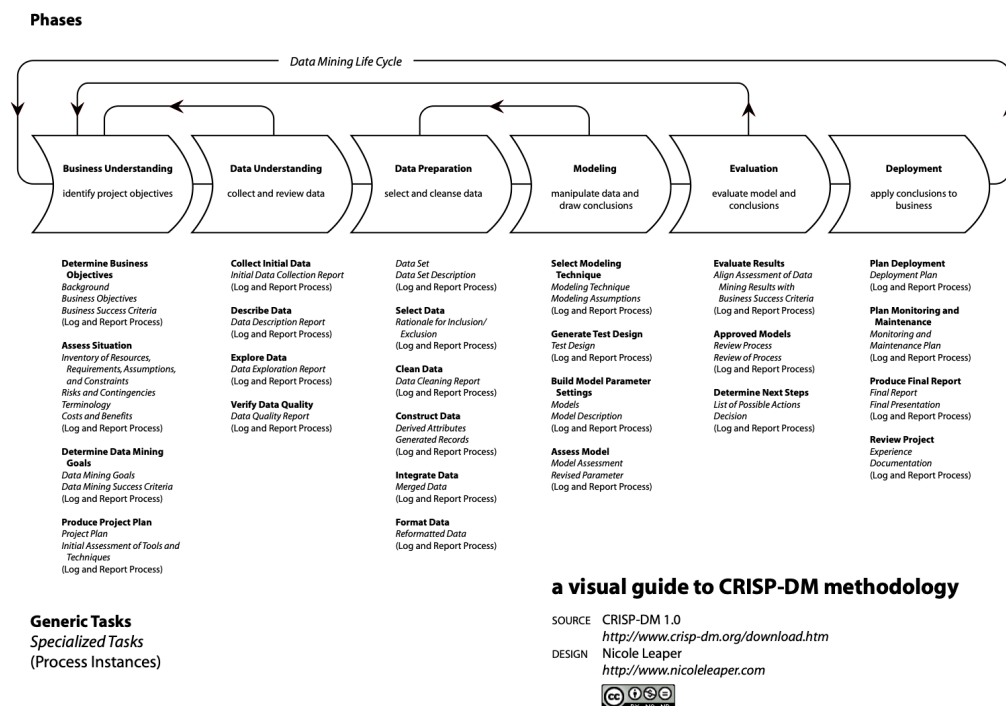 Phases
Data Mining Life Cycle
Business Understanding
identify project objectives
Data Understanding
collect and review data
Data Preparation
select and cleanse data
Modeling
manipulate data and
draw conclusions
Evaluation
evaluate model and
conclusions
Deployment
apply conclusions to
business
Determine Business
Objectives
Background
Business Objectives
Business Success Criteria
(Log and Report Process)
Assess Situation
Inventory of Resources,
Requirements, Assumptions,
and Constraints
Risks and Contingencies
Terminology
Costs and Benefits
(Log and Report Process)
Determine Data Mining
Goals
Data Mining Goals
Data Mining Success Criteria
(Log and Report Process)
Produce Project Plan
Project Plan
Initial Assessment of Tools and
Techniques
(Log and Report Process)
Collect Initial Data
Initial Data Collection Report
(Log and Report Process)
Describe Data
Data Description Report
(Log and Report Process)
Explore Data
Data Exploration Report
(Log and Report Process)
Verify Data Quality
Data Quality Report
(Log and Report Process)
Data Set
Data Set Description
(Log and Report Process)
Select Data
Rationale for Inclusion/
Exclusion
(Log and Report Process)
Clean Data
Data Cleaning Report
(Log and Report Process)
Construct Data
Derived Attributes
Generated Records
(Log and Report Process)
Integrate Data
Merged Data
(Log and Report Process)
Format Data
Reformatted Data
(Log and Report Process)
Select Modeling
Technique
Modeling Technique
Modeling Assumptions
(Log and Report Process)
Generate Test Design
Test Design
(Log and Report Process)
Build Model Parameter
Settings
Models
Model Description
(Log and Report Process)
Assess Model
Model Assessment
Revised Parameter
(Log and Report Process)
Evaluate Results
Align Assessment of Data
Mining Results with
Business Success Criteria
(Log and Report Process)
Approved Models
Review Process
Review of Process
(Log and Report Process)
Determine Next Steps
List of Possible Actions
Decision
(Log and Report Process)
Plan Deployment
Deployment Plan
(Log and Report Process)
Plan Monitoring and
Maintenance
Monitoring and
Maintenance Plan
(Log and Report Process)
Produce Final Report
Final Report
Final Presentation
(Log and Report Process)
Review Project
Experience
Documentation
(Log and Report Process)
Generic Tasks
Specialized Tasks
(Process Instances)
a visual guide to CRISP-DM methodology
SOURCE CRISP-DM 1.0
http://www.crisp-dm.org/download.htm
DESIGN Nicole Leaper
http://www.nicoleleaper.com
cc